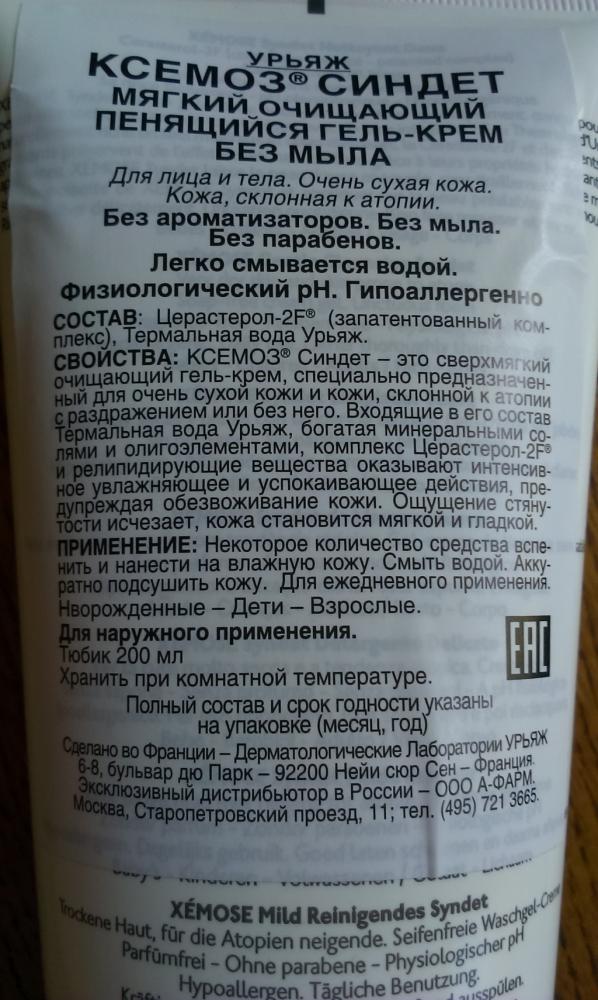 УРЬЯЖ
КСЕМОЗ® СИНДЕТ
МЯГКИЙ ОЧИЩАЮЩИЙ
ПЕНЯЩИЙСЯ ГЕЛЬ-КРЕМ
БЕЗ МЫЛА
Для лица и тела. Очень сухая кожа.
Кожа, склонная к атопии.
Без ароматизаторов. Без мыла.
Без парабенов.
Легко смывается водой.
Физиологический pH. Гипоаллергенно
СОСТАВ: Церастерол-2F® (запатентованный ком-
плекс), Термальная вода Урьяж.
СВОЙСТВА: КСЕМОЗ® Синдет – это сверхмягкий
очищающий гель-крем, специально предназначен-
ный для очень сухой кожи и кожи, склонной к атопии
с раздражением или без него. Входящие в его состав
Термальная вода Урьяж, богатая минеральными со-
лями и олигоэлементами, комплекс Церастерол-2F®
и релипидирующие вещества оказывают интенсив-
ное увлажняющее и успокаивающее действия, пре-
дупреждая обезвоживание кожи. Ощущение стяну-
тости исчезает, кожа становится мягкой и гладкой.
ПРИМЕНЕНИЕ: Некоторое количество средства вспе-
нить и нанести на влажную кожу. Смыть водой. Акку-
ратно подсушить кожу. Для ежедневного применения.
Нворожденные – Дети – Взрослые.
Для наружного применения.
Тюбик 200 мл
EAC
Хранить при комнатной температуре.
Полный состав и срок годности указаны
на упаковке (месяц, год)
Сделано во Франции – Дерматологические Лаборатории УРЬЯЖ
6-8, бульвар дю Парк – 92200 Нейи сюр Сен – Франция.
Эксклюзивный дистрибьютор в России – ООО А-ФАРМ.
Москва, Старопетровский проезд, 11; тел. (495) 721 3665.
XÉMOSE Mild Reinigendes Syndet
Trockene Haut, für die Atopien neigende. Seifenfreie Waschgel-Creme
Parfümfrei - Ohne parabene - Physiologischer pH
Hypoallergen. Tägliche Benutzung.
ausspülen.